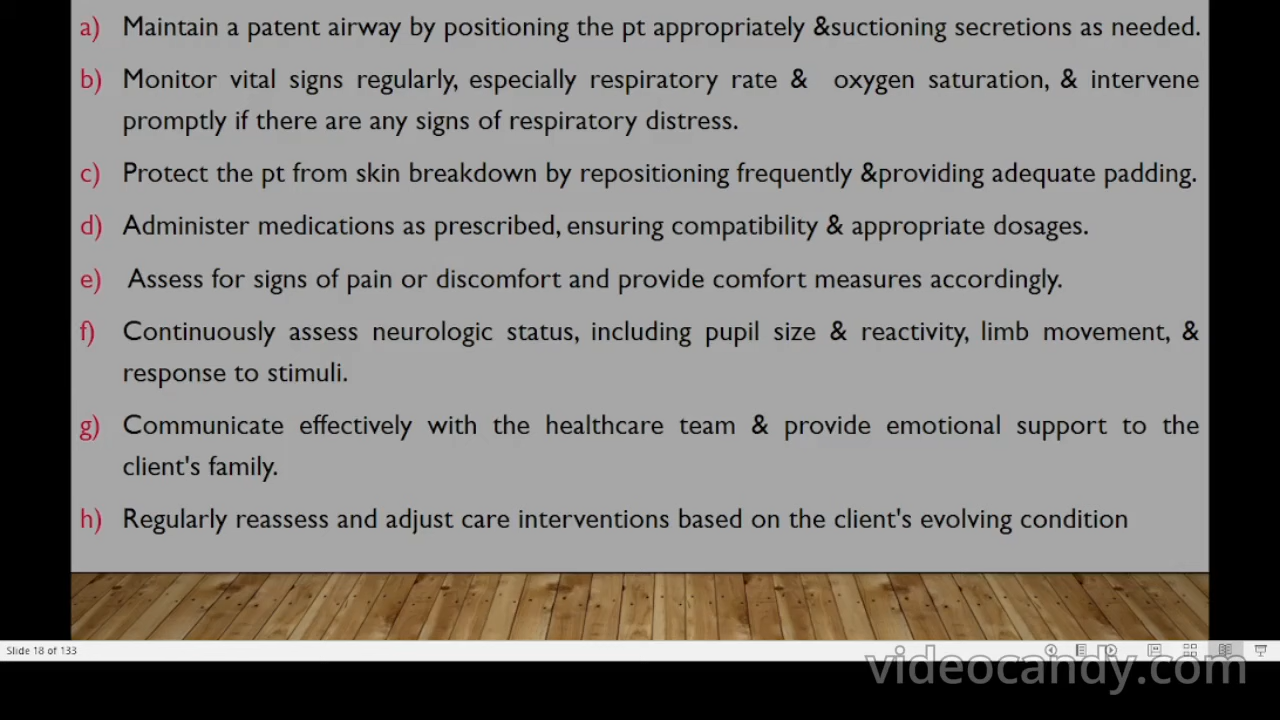 a) Maintain a patent airway by positioning the pt appropriately &suctioning secretions as needed.
b) Monitor vital signs regularly, especially respiratory rate & oxygen saturation, & intervene
promptly if there are any signs of respiratory distress.
c) Protect the pt from skin breakdown by repositioning frequently &providing adequate padding.
d) Administer medications as prescribed, ensuring compatibility & appropriate dosages.
e) Assess for signs of pain or discomfort and provide comfort measures accordingly.
f) Continuously assess neurologic status, including pupil size & reactivity, limb movement, &
response to stimuli.
g) Communicate effectively with the healthcare team & provide emotional support to the
client's family.
h) Regularly reassess and adjust care interventions based on the client's evolving condition
Slide 18 of 133
videocandy.com